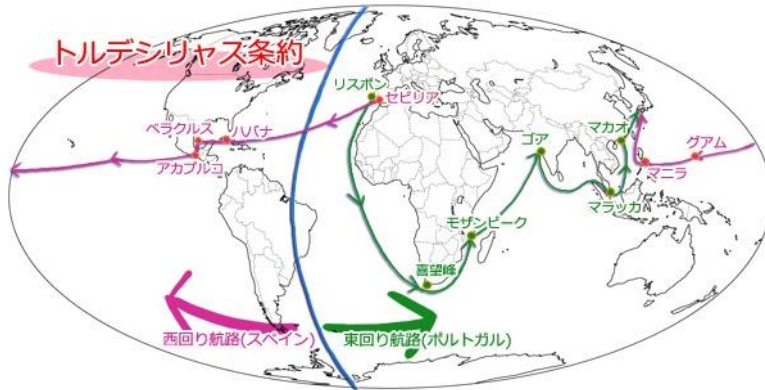 トルデシリャス条約
リスボン
セビリア
ベラクルス
ハバナ
アカプルコ
ゴア
マカオ
グアム
マニラ
マラッカ
モザンビーク
喜望峰
西回り航路(スペイン)
東回り航路(ポルトガル)